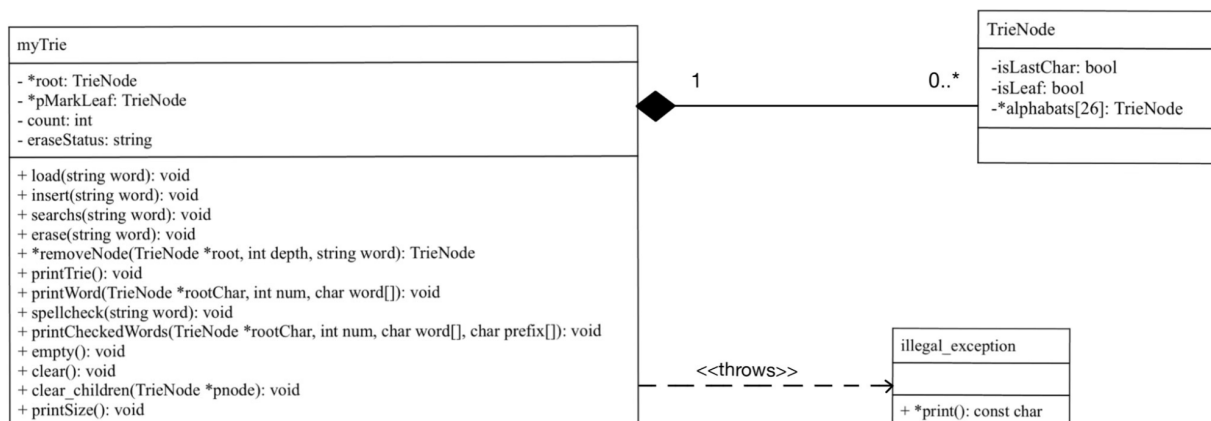 myTrie
- *root: TrieNode
- *pMarkLeaf: TrieNode
- count: int
- eraseStatus: string
+ load(string word): void
+ insert(string word): void
+ searchs(string word): void
+ erase(string word): void
+ *removeNode(TrieNode *root, int depth, string word): TrieNode
+ printTrie(): void
+ printWord(TrieNode *rootChar, int num, char word[]): void
+ spellcheck(string word): void
+ printCheckedWords(TrieNode *rootChar, int num, char word[], char prefix[]): void
+ empty(): void
+ clear(): void
+ clear_children(TrieNode *pnode): void
+ printSize(): void
1
0..*
TrieNode
-isLastChar: bool
-isLeaf: bool
-*alphabats[26]: TrieNode
<<throws>>
illegal_exception
+ *print(): const char